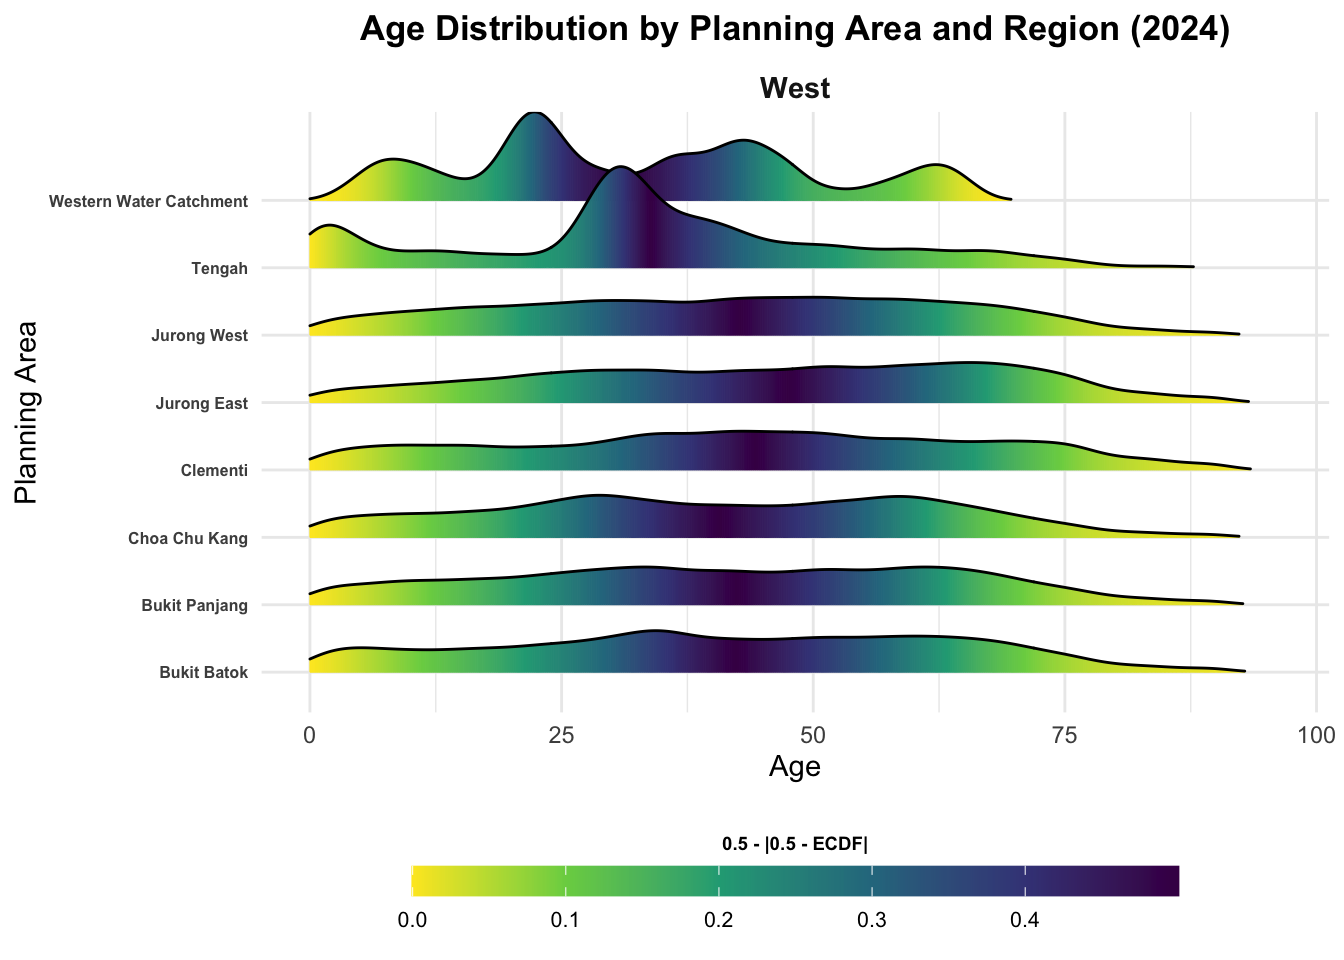 Age Distribution by Planning Area and Region (2024)
West
Planning Area
Western Water Catchment
Tengah
Jurong West
Jurong East
Clementi
Choa Chu Kang
Bukit Panjang
Bukit Batok
0 25 50 75 100
Age
0.5 - |0.5 - ECDF|
0.0 0.1 0.2 0.3 0.4